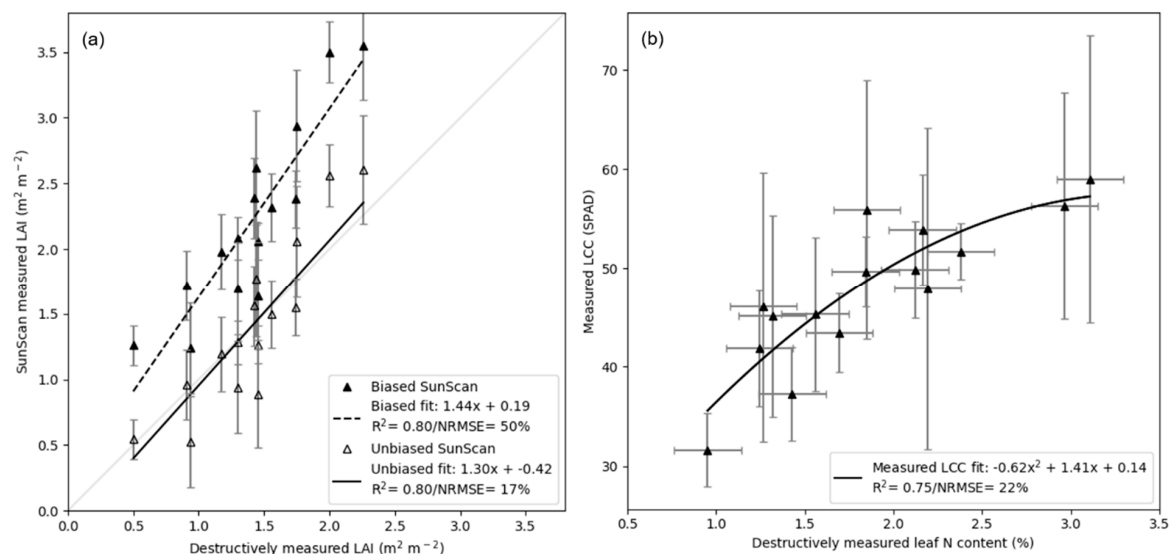 (a)
3.5
3.0
2.5
2.0
1.5
1.0
0.5
0.0
SunScan measured LAI (m² m⁻²)
Biased SunScan
Biased fit: 1.44x + 0.19
R²= 0.80/NRMSE= 50%
Unbiased SunScan
Unbiased fit: 1.30x + -0.42
R²= 0.80/NRMSE= 17%
0.0 0.5 1.0 1.5 2.0 2.5 3.0 3.5
Destructively measured LAI (m² m⁻²)
(b)
70
60
50
40
30
Measured LCC (SPAD)
Measured LCC fit: -0.62x² + 1.41x + 0.14
R²= 0.75/NRMSE= 22%
0.5 1.0 1.5 2.0 2.5 3.0 3.5
Destructively measured leaf N content (%)